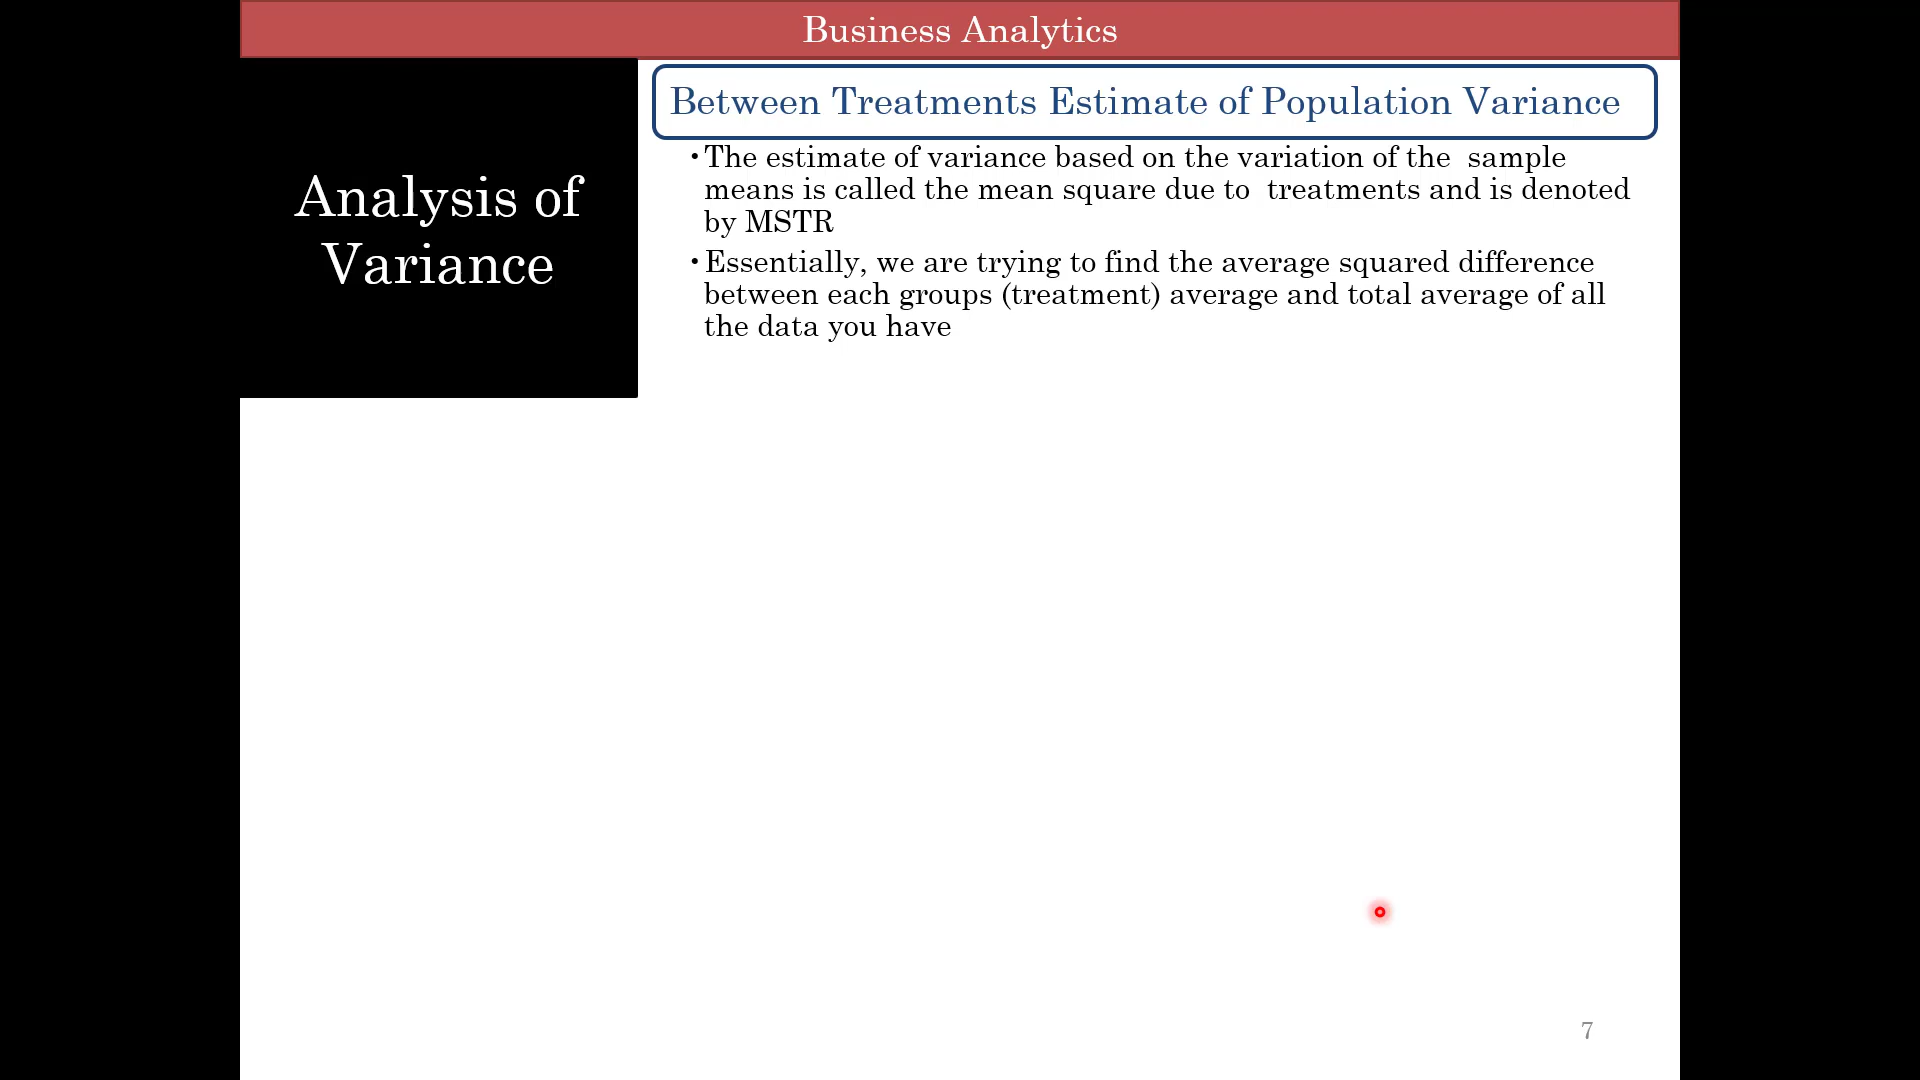 Business Analytics
Analysis of
Variance
Between Treatments Estimate of Population Variance
•The estimate of variance based on the variation of the  sample
means is called the mean square due to  treatments and is denoted
by MSTR
•Essentially, we are trying to find the average squared difference
between each groups (treatment) average and total average of all
the data you have
7